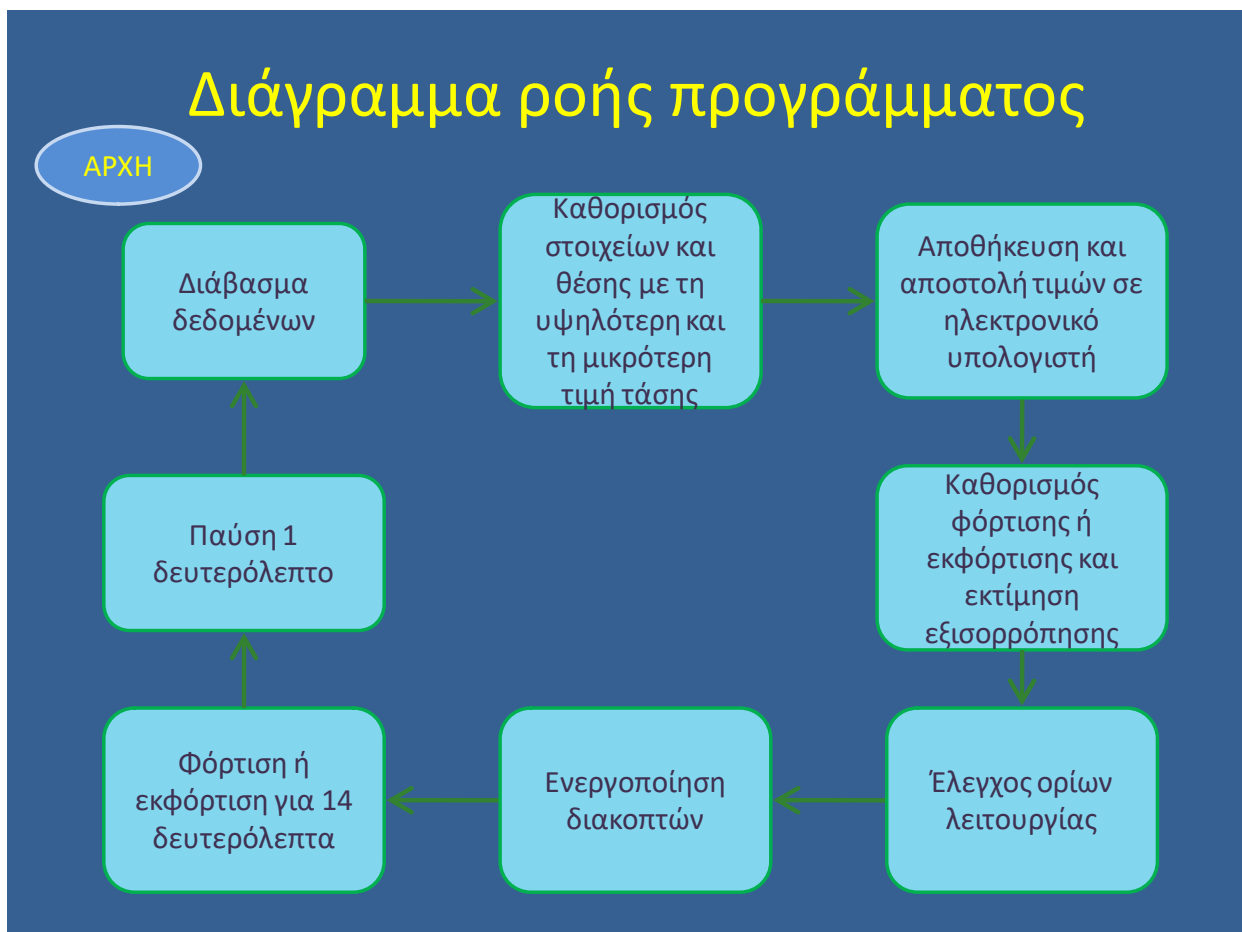 Διάγραμμα ροής προγράμματος
ΑΡΧΗ
Διάβασμα
δεδομένων
Καθορισμός
στοιχείων και
θέσης με τη
υψηλότερη και
τη μικρότερη
τιμή τάσης
Αποθήκευση και
αποστολή τιμών σε
ηλεκτρονικό
υπολογιστή
Καθορισμός
φόρτισης ή
εκφόρτισης και
εκτίμηση
εξισορρόπησης
Έλεγχος ορίων
λειτουργίας
Ενεργοποίηση
διακοπτών
Φόρτιση ή
εκφόρτιση για 14
δευτερόλεπτα
Παύση 1
δευτερόλεπτο